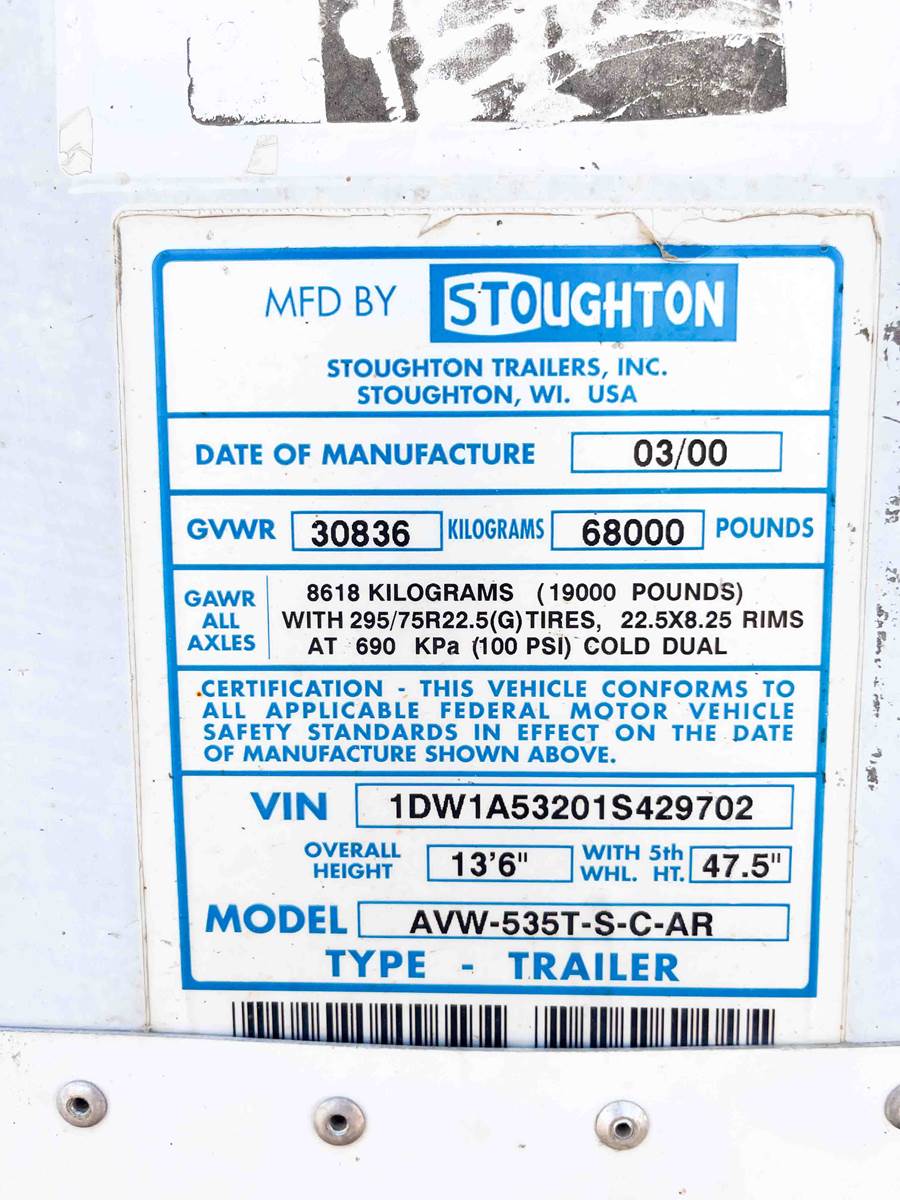 MFD BY STOUGHTON
STOUGHTON TRAILERS, INC.
STOUGHTON, WI. USA
DATE OF MANUFACTURE 03/00
GVWR 30836 KILOGRAMS 68000 POUNDS
GAWR ALL AXLES
8618 KILOGRAMS (19000 POUNDS)
WITH 295/75R22.5(G) TIRES, 22.5X8.25 RIMS
AT 690 KPa (100 PSI) COLD DUAL
CERTIFICATION - THIS VEHICLE CONFORMS TO
ALL APPLICABLE FEDERAL MOTOR VEHICLE
SAFETY STANDARDS IN EFFECT ON THE DATE
OF MANUFACTURE SHOWN ABOVE.
VIN 1DW1A53201S429702
OVERALL HEIGHT 13'6" WITH 5th WHL. HT. 47.5"
MODEL AVW-535T-S-C-AR
TYPE - TRAILER